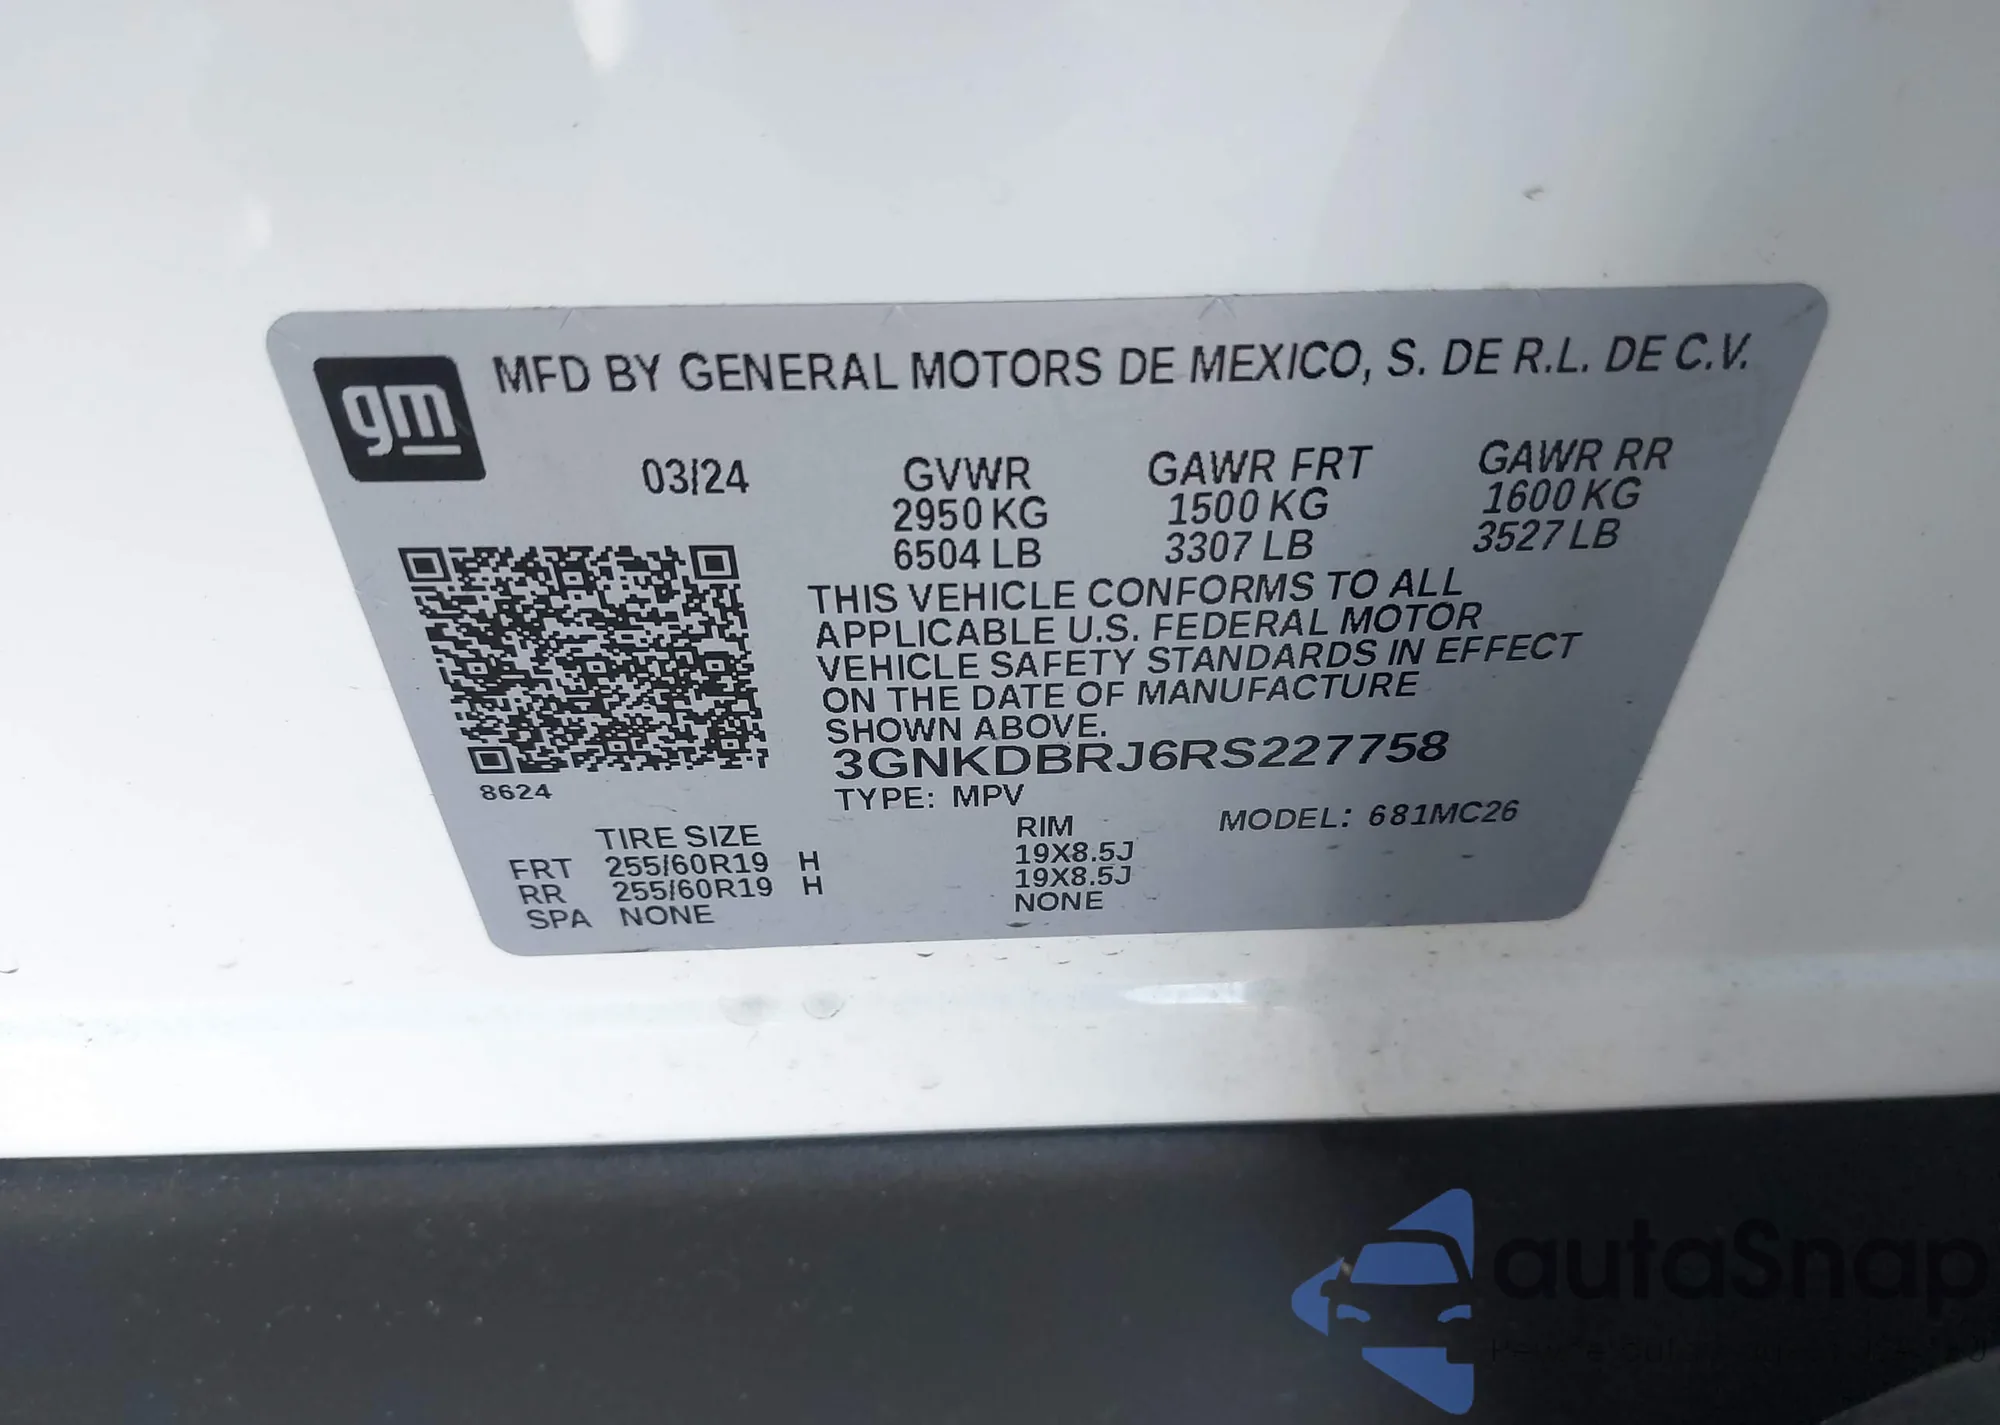 gm
MFD BY GENERAL MOTORS DE MEXICO, S. DE R.L. DE C.V.
03/24 GVWR GAWR FRT GAWR RR
2950 KG 1500 KG 1600 KG
6504 LB 3307 LB 3527 LB
THIS VEHICLE CONFORMS TO ALL
APPLICABLE U.S. FEDERAL MOTOR
VEHICLE SAFETY STANDARDS IN EFFECT
ON THE DATE OF MANUFACTURE
SHOWN ABOVE.
3GNKDBRJ6RS227758
8624
TYPE: MPV MODEL: 681MC26
TIRE SIZE RIM
FRT 255/60R19 H 19X8.5J
RR 255/60R19 H 19X8.5J
SPA NONE NONE
autaSnap